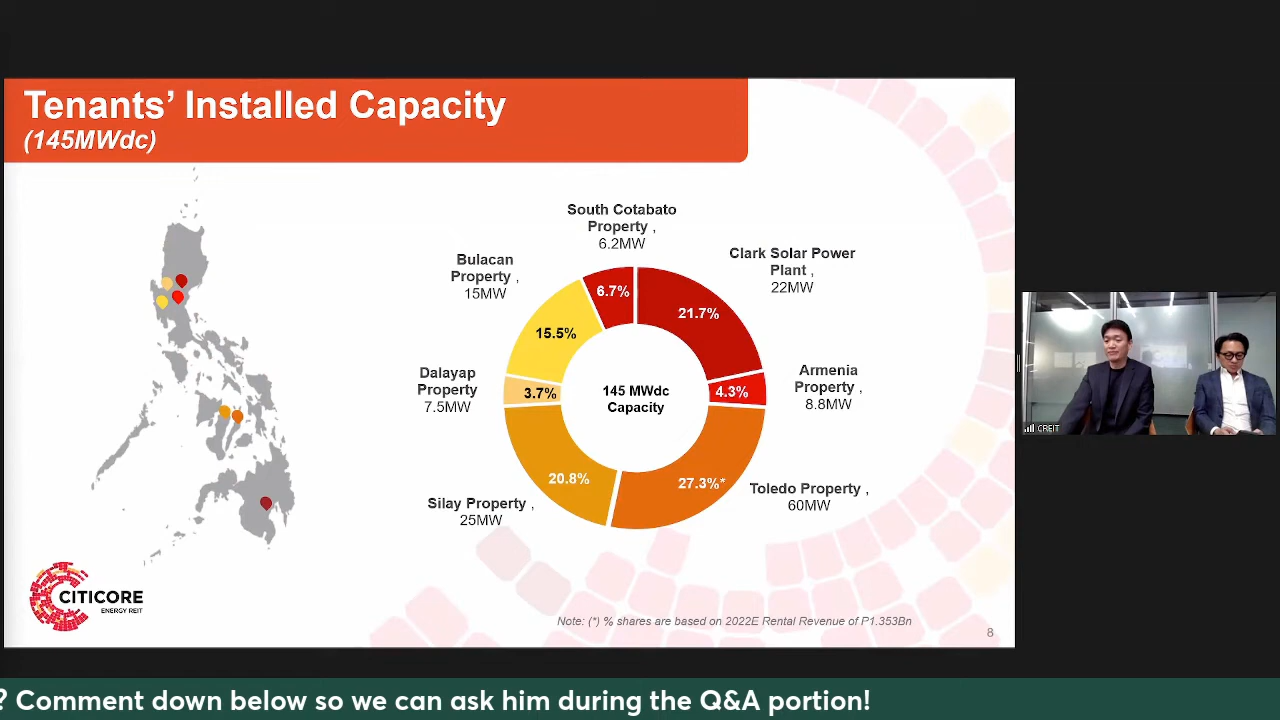 Tenants’ Installed Capacity
(145MWdc)
South Cotabato
Property ,
6.2MW
Clark Solar Power
Plant ,
22MW
Bulacan
Property ,
15MW
6.7%
21.7%
15.5%
Dalayap
Property
7.5MW
3.7%
145 MWdc
Capacity
4.3%
Armenia
Property ,
8.8MW
20.8%
27.3%*
Silay Property ,
25MW
Toledo Property ,
60MW
CITICORE
ENERGY REIT
Note: (*) % shares are based on 2022E Rental Revenue of P1.353Bn
8
CREIT
? Comment down below so we can ask him during the Q&A portion!